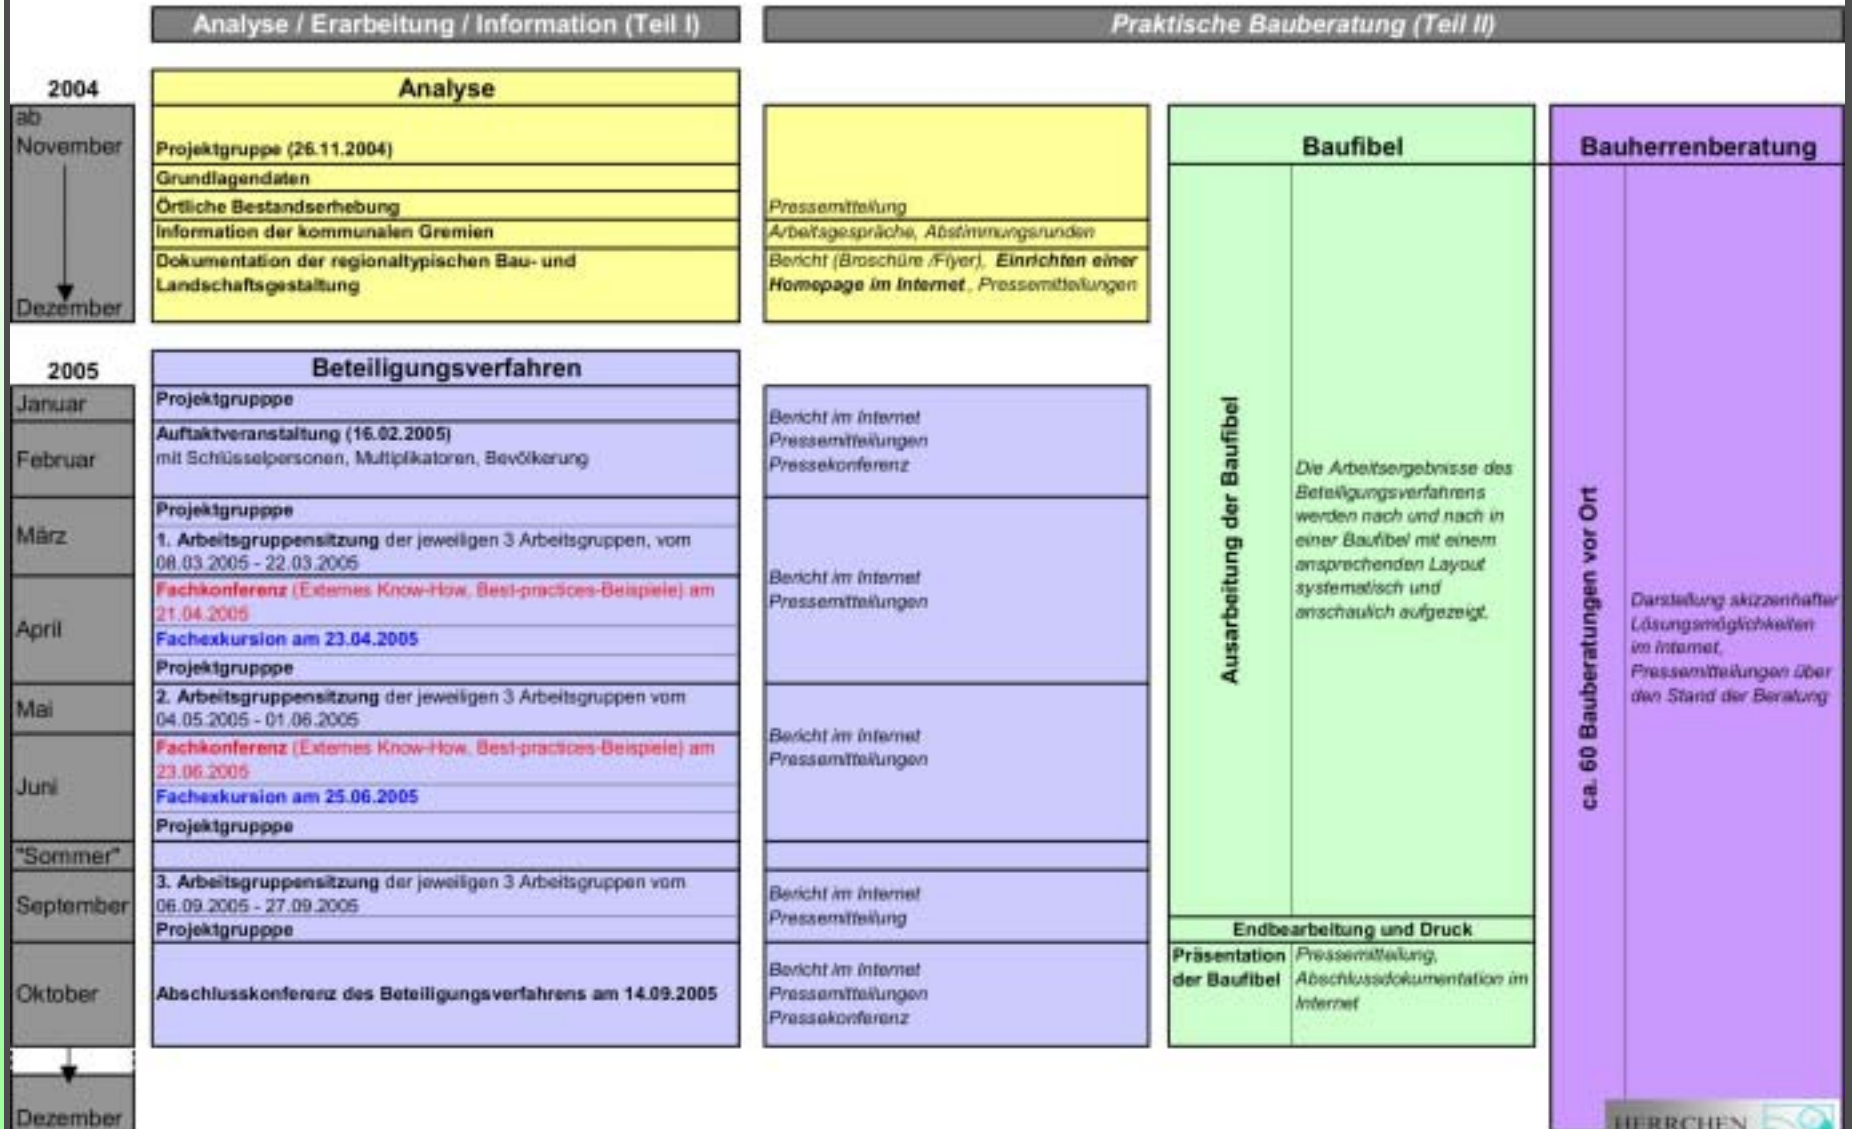 Analyse / Erarbeitung / Information (Teil I)
Praktische Bauberatung (Teil II)
2004
ab
November
Dezember
Analyse
Projektgruppe (26.11.2004)
Grundlagendaten
Örtliche Bestandserhebung
Information der kommunalen Gremien
Dokumentation der regionaltypischen Bau- und
Landschaftsgestaltung
Pressemitteilung
Arbeitsgespräche, Abstimmungsrunden
Bericht (Broschüre /Flyer), Einrichten einer
Homepage im Internet , Pressemitteilungen
2005
Januar
Februar
März
April
Mai
Juni
"Sommer"
September
Oktober
Dezember
Beteiligungsverfahren
Projektgrupppe
Auftaktveranstaltung (16.02.2005)
mit Schlüsselpersonen, Multiplikatoren, Bevölkerung
Projektgrupppe
1. Arbeitsgruppensitzung der jeweiligen 3 Arbeitsgruppen, vom
08.03.2005 - 22.03.2005
Fachkonferenz (Externes Know-How, Best-practices-Beispiele) am
21.04.2005
Fachexkursion am 23.04.2005
Projektgrupppe
2. Arbeitsgruppensitzung der jeweiligen 3 Arbeitsgruppen vom
04.05.2005 - 01.06.2005
Fachkonferenz (Externes Know-How, Best-practices-Beispiele) am
23.06.2005
Fachexkursion am 25.06.2005
Projektgrupppe
3. Arbeitsgruppensitzung der jeweiligen 3 Arbeitsgruppen vom
06.09.2005 - 27.09.2005
Projektgrupppe
Abschlusskonferenz des Beteiligungsverfahrens am 14.09.2005
Bericht im Internet
Pressemitteilungen
Pressekonferenz
Bericht im Internet
Pressemitteilungen
Bericht im Internet
Pressemitteilungen
Bericht im Internet
Pressemitteilung
Bericht im Internet
Pressemitteilungen
Pressekonferenz
Baufibel
Ausarbeitung der Baufibel
Die Arbeitsergebnisse des
Beteiligungsverfahrens
werden nach und nach in
einer Baufibel mit einem
ansprechenden Layout
systematisch und
anschaulich aufgezeigt.
Endbearbeitung und Druck
Präsentation
der Baufibel
Pressemitteilung,
Abschlussdokumentation im
Internet
Bauherrenberatung
ca. 60 Bauberatungen vor Ort
Darstellung skizzenhafter
Lösungsmöglichkeiten
im Internet,
Pressemitteilungen über
den Stand der Beratung
HERRCHEN